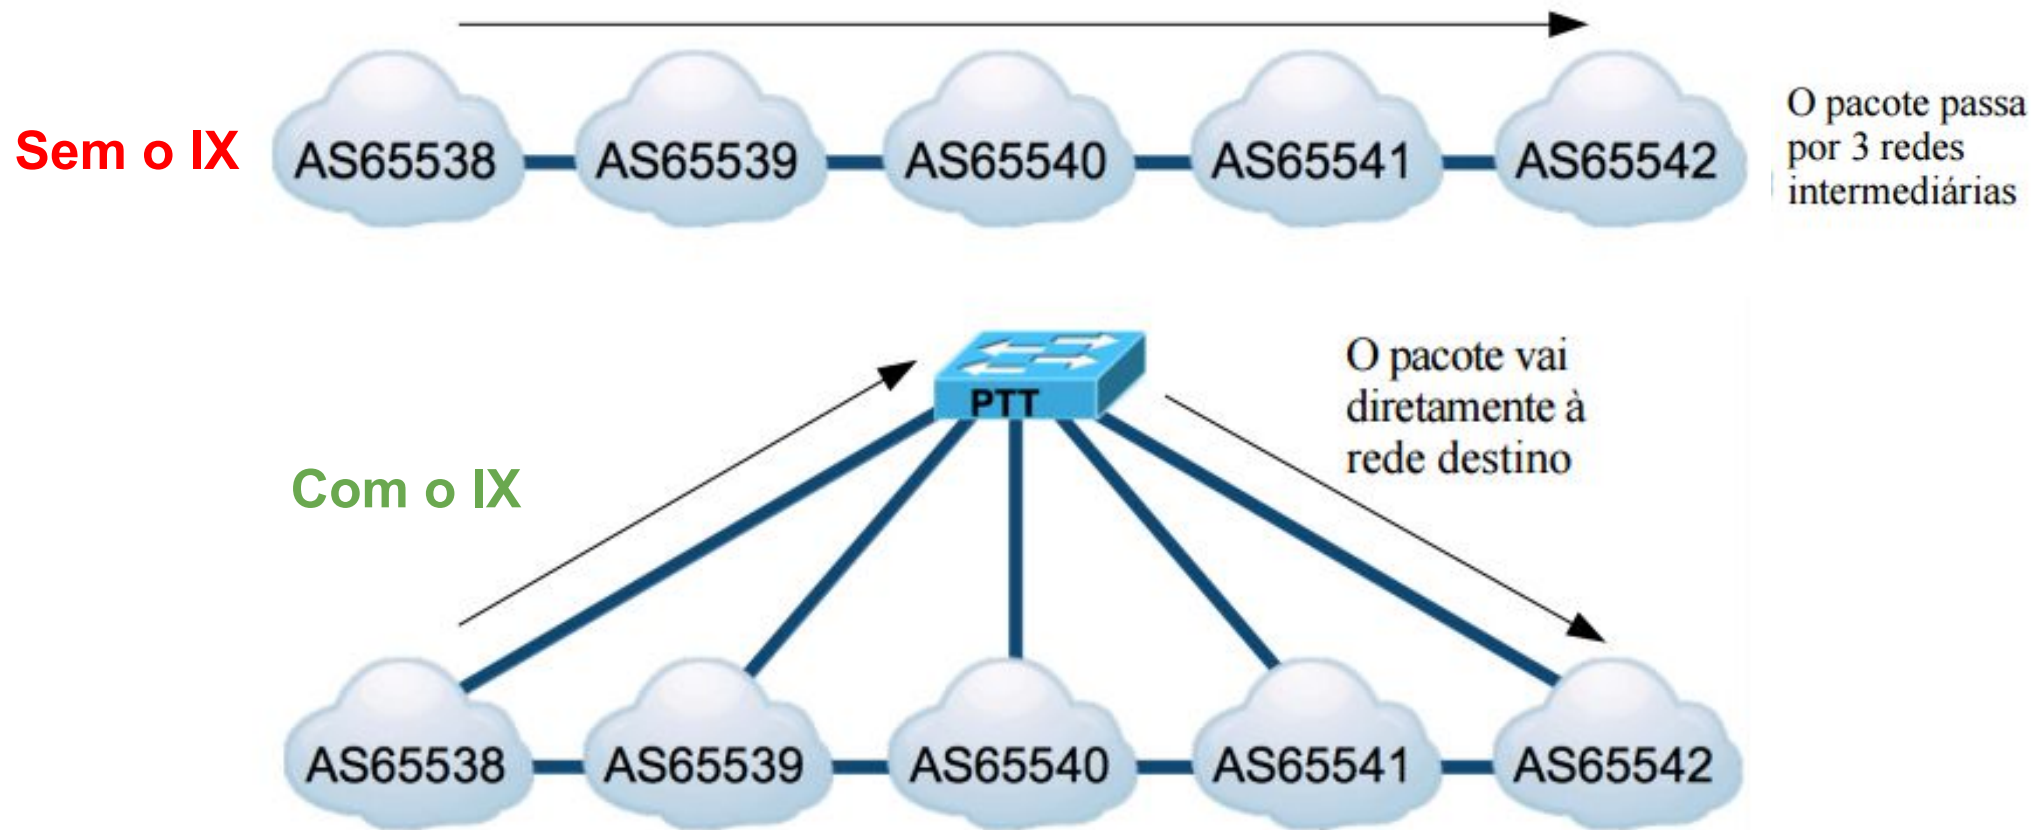 Sem o IX
AS65538
AS65539
AS65540
AS65541
AS65542
O pacote passa
por 3 redes
intermediárias
PTT
O pacote vai
diretamente à
rede destino
Com o IX
AS65538
AS65539
AS65540
AS65541
AS65542